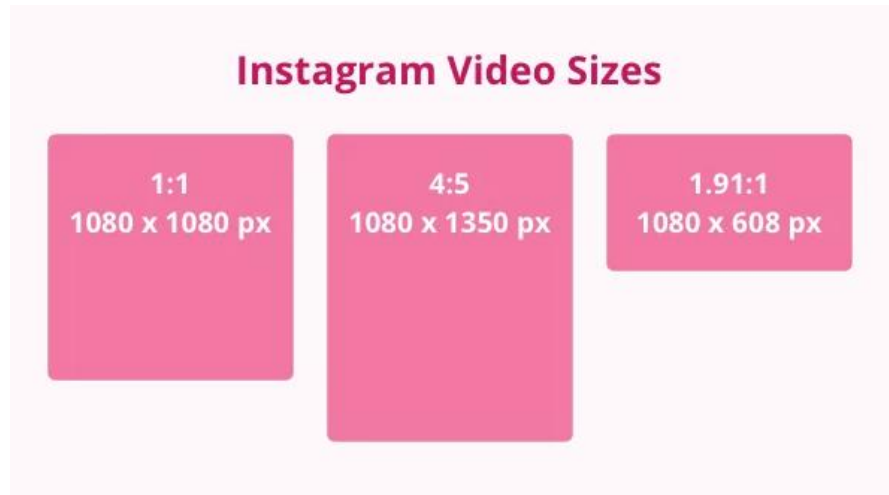 Instagram Video Sizes
1:1
1080 x 1080 px
4:5
1080 x 1350 px
1.91:1
1080 x 608 px